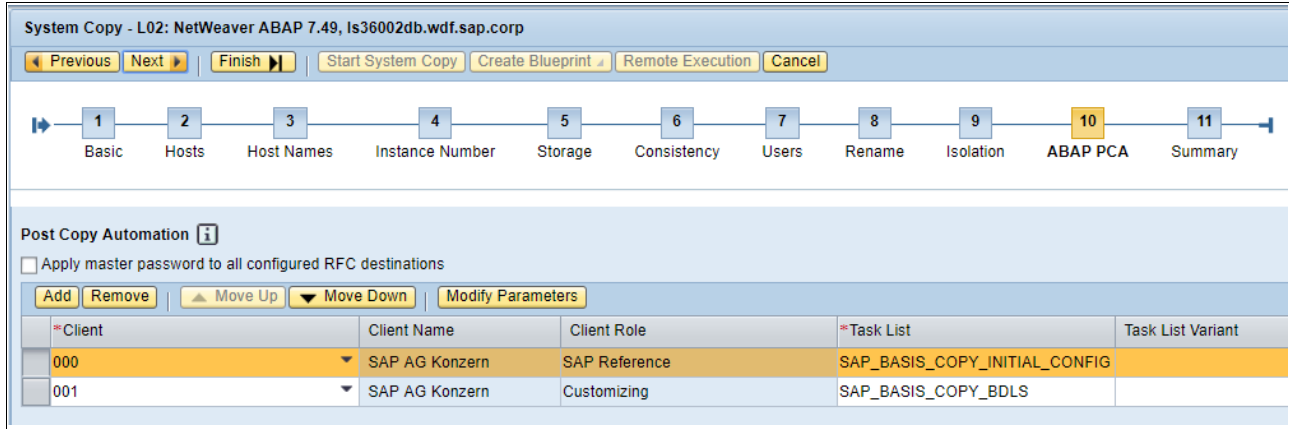 System Copy - L02: NetWeaver ABAP 7.49, ls36002db.wdf.sap.corp
Previous Next Finish Start System Copy Create Blueprint Remote Execution Cancel
1 2 3 4 5 6 7 8 9 10 11
Basic Hosts Host Names Instance Number Storage Consistency Users Rename Isolation ABAP PCA Summary
Post Copy Automation i
Apply master password to all configured RFC destinations
Add Remove Move Up Move Down Modify Parameters
*Client Client Name Client Role *Task List Task List Variant
000 SAP AG Konzern SAP Reference SAP_BASIS_COPY_INITIAL_CONFIG
001 SAP AG Konzern Customizing SAP_BASIS_COPY_BDLS